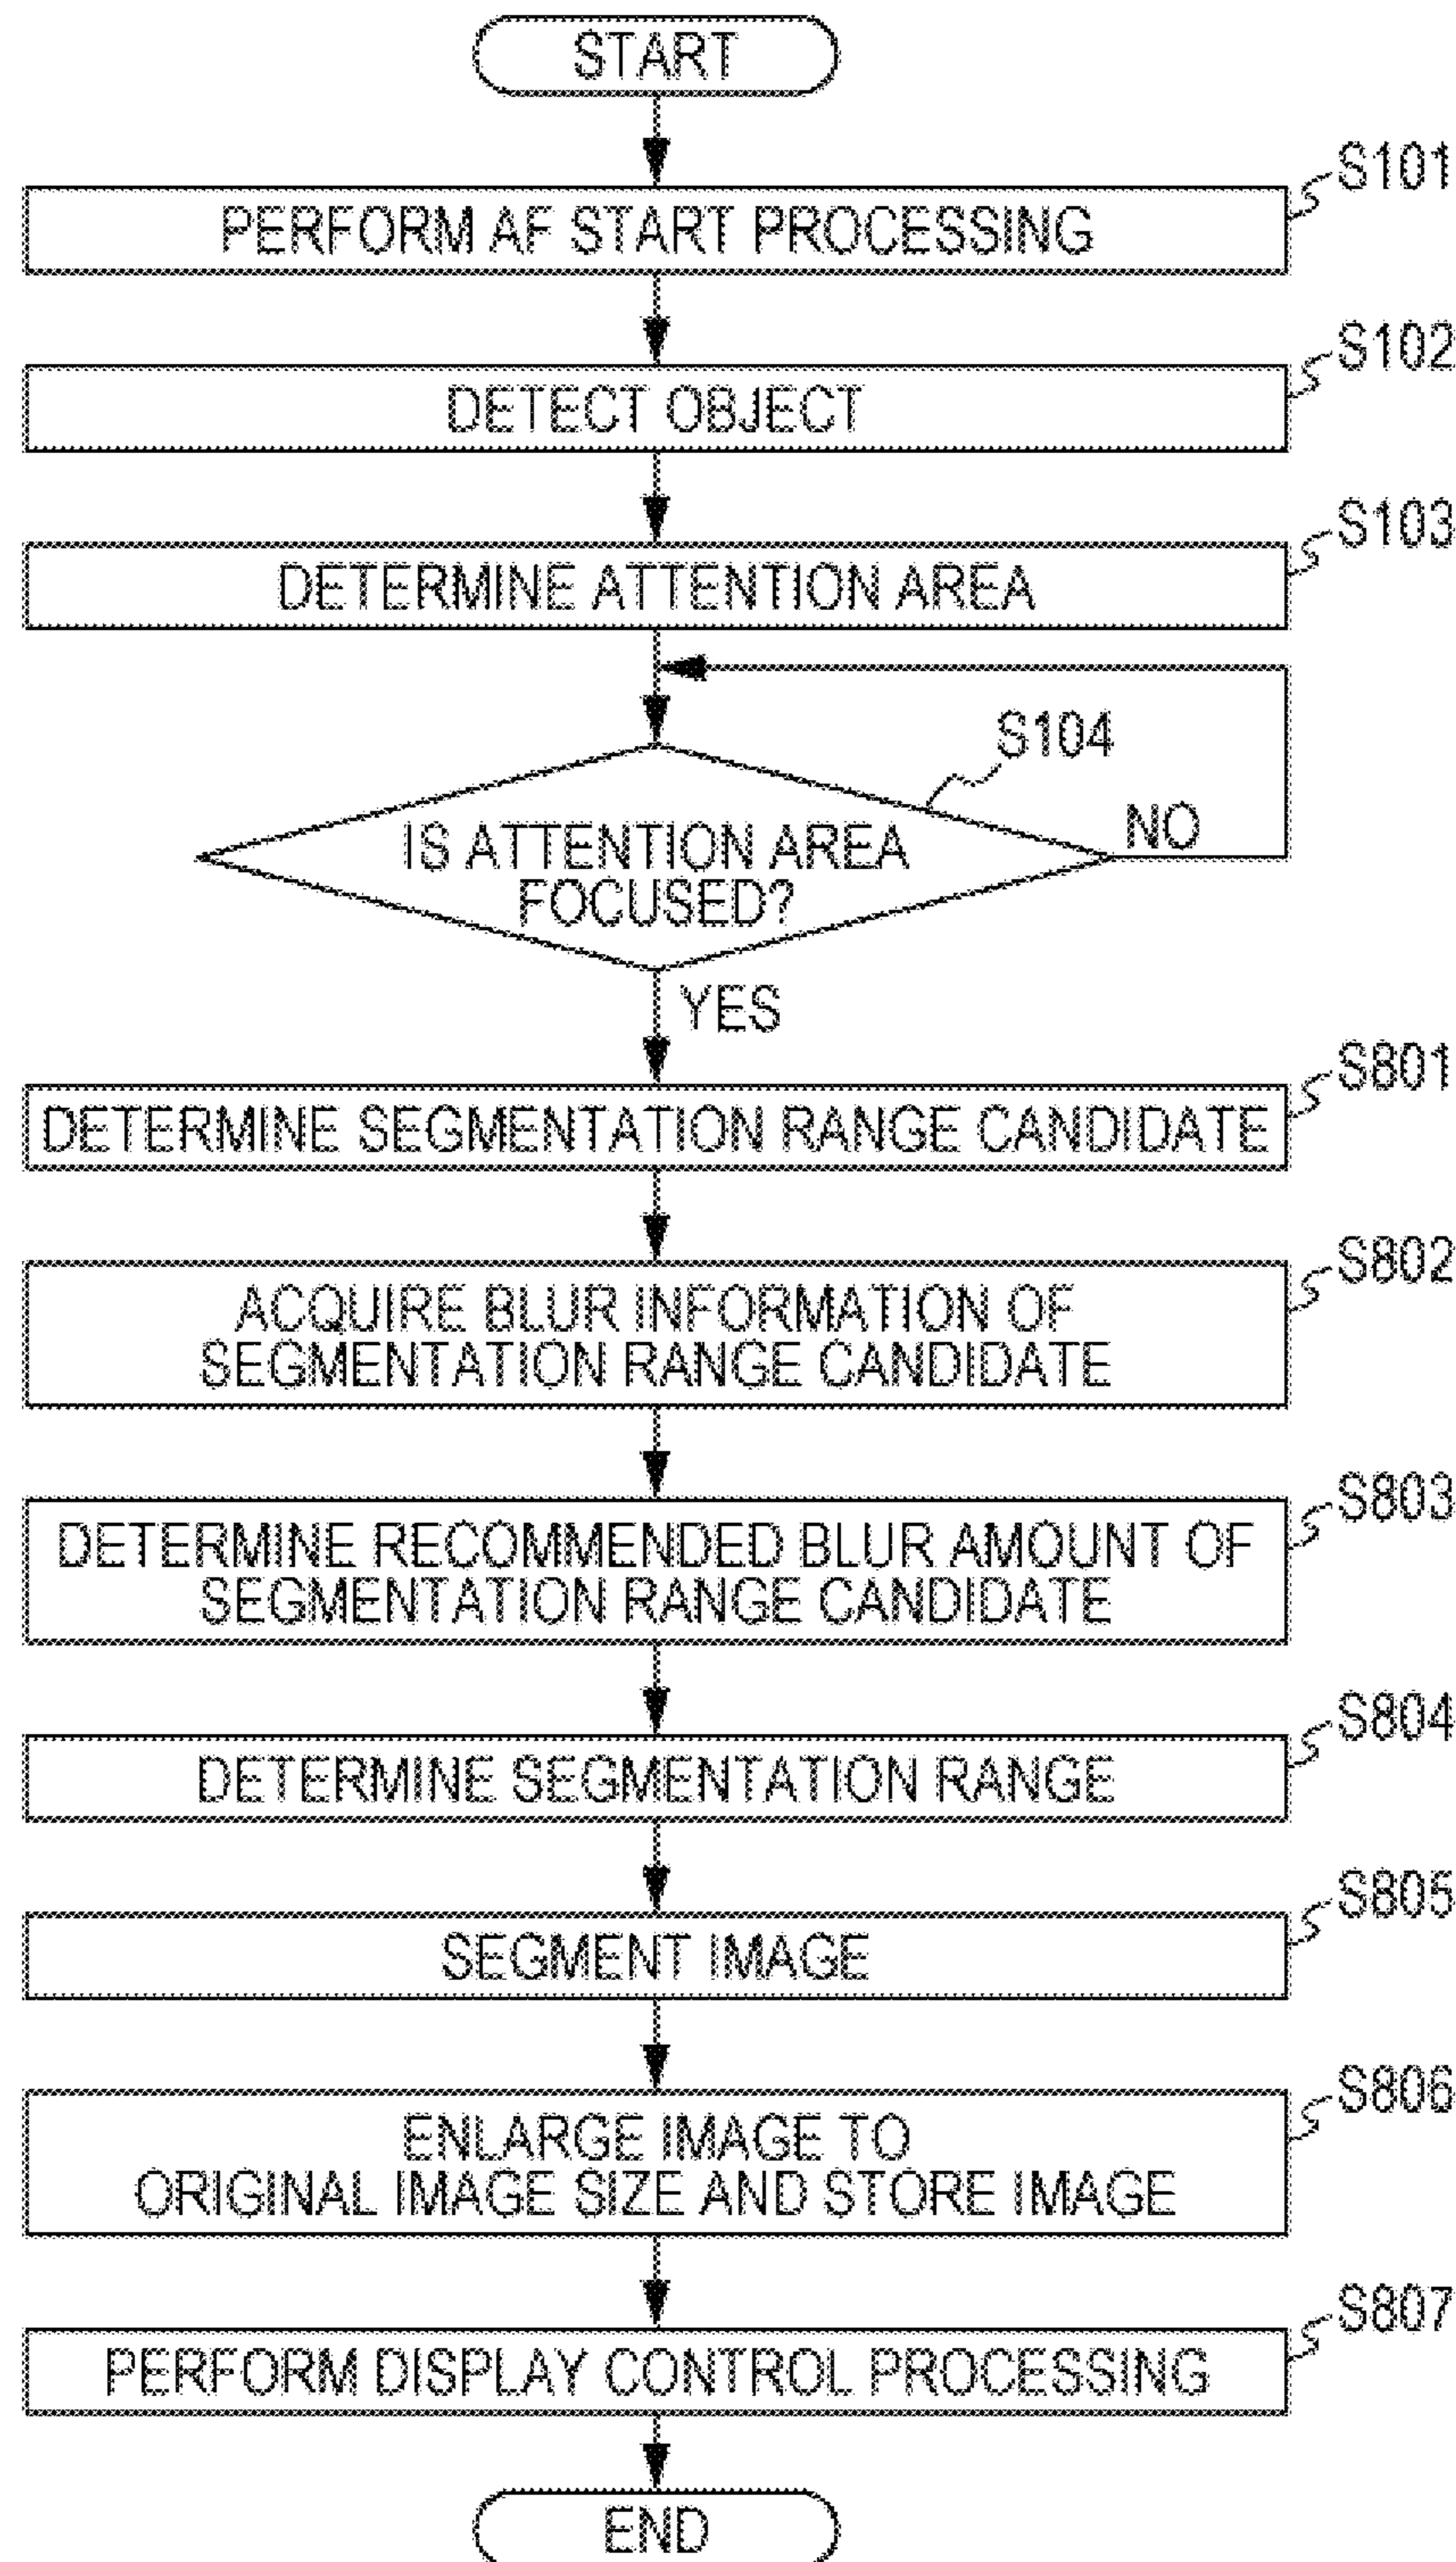 START
S101
PERFORM AF START PROCESSING
S102
DETECT OBJECT
S103
DETERMINE ATTENTION AREA
S104
IS ATTENTION AREA
FOCUSED?
NO
YES
S801
DETERMINE SEGMENTATION RANGE CANDIDATE
S802
ACQUIRE BLUR INFORMATION OF
SEGMENTATION RANGE CANDIDATE
S803
DETERMINE RECOMMENDED BLUR AMOUNT OF
SEGMENTATION RANGE CANDIDATE
S804
DETERMINE SEGMENTATION RANGE
S805
SEGMENT IMAGE
S806
ENLARGE IMAGE TO
ORIGINAL IMAGE SIZE AND STORE IMAGE
S807
PERFORM DISPLAY CONTROL PROCESSING
END